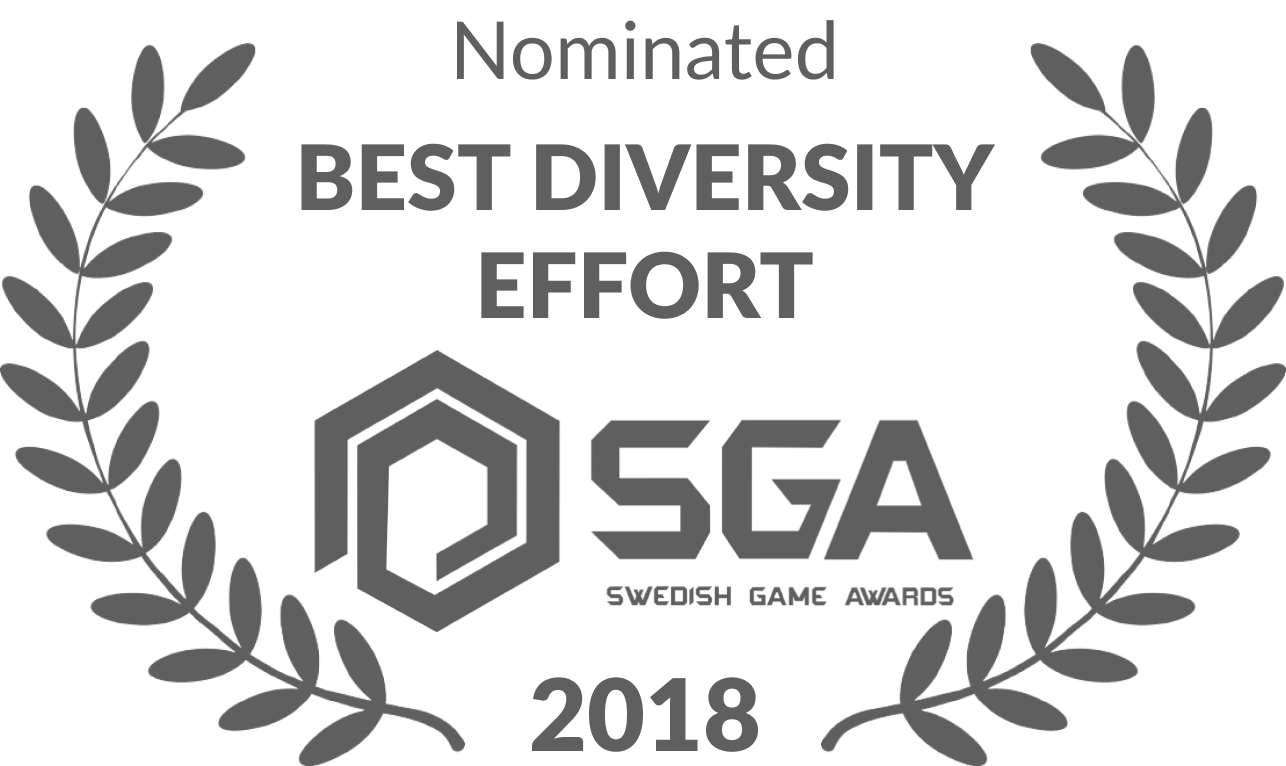 Nominated
BEST DIVERSITY
EFFORT
SGA
SWEDISH GAME AWARDS
2018